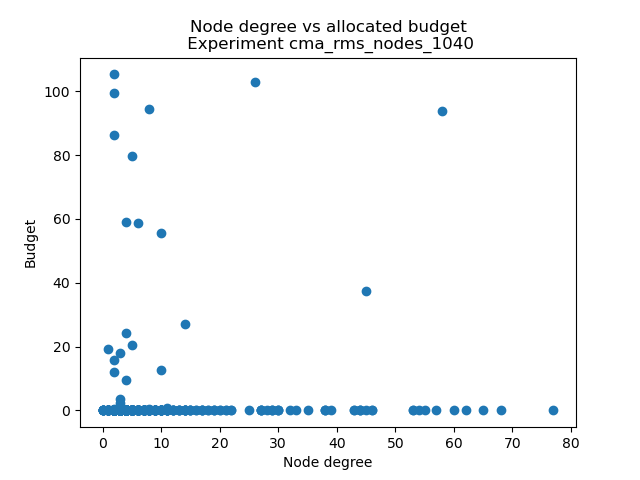 Node degree vs allocated budget
Experiment cma_rms_nodes_1040
100
80
60
40
20
0
Budget
0 10 20 30 40 50 60 70 80
Node degree